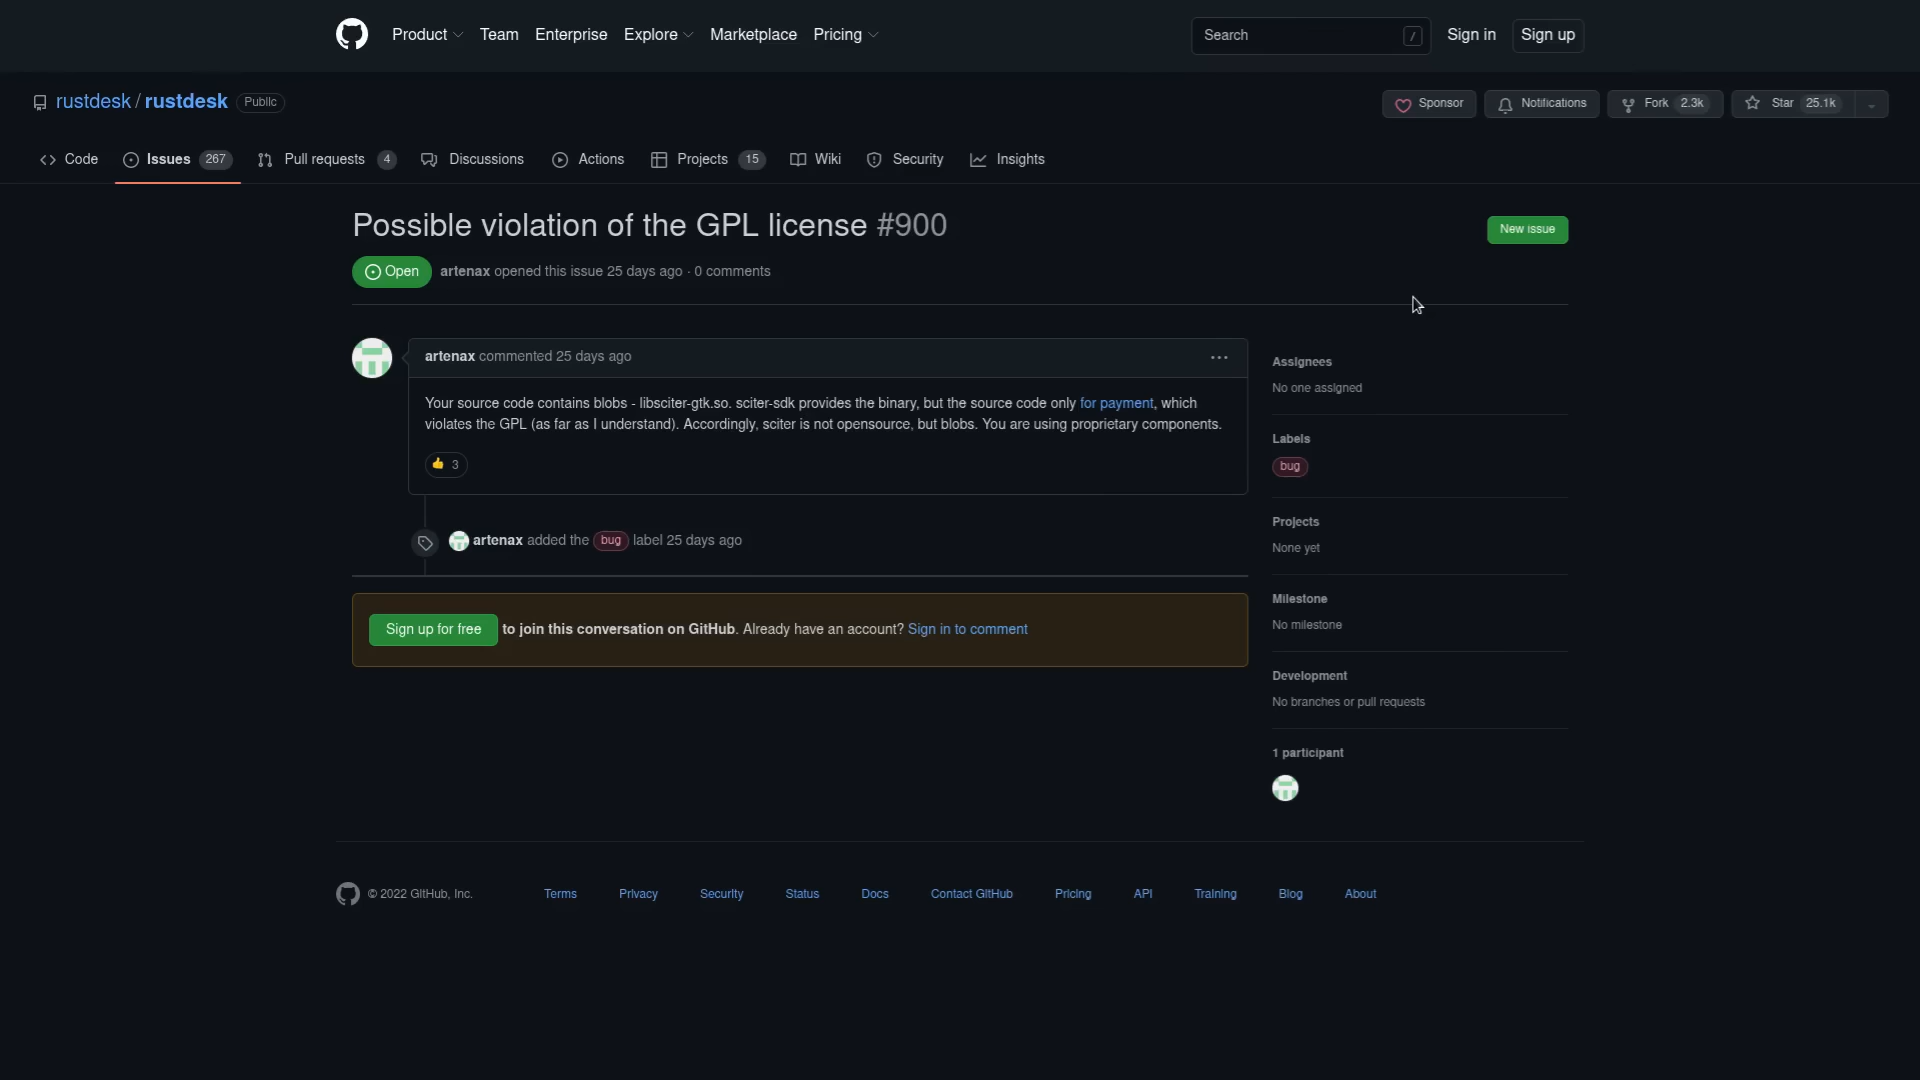 Product Team Enterprise Explore Marketplace Pricing Search / Sign in Sign up
rustdesk / rustdesk Public Sponsor Notifications Fork 2.3k Star 25.1k
Code Issues 267 Pull requests 4 Discussions Actions Projects 15 Wiki Security Insights
Possible violation of the GPL license #900
New issue
Open artenax opened this issue 25 days ago · 0 comments
artenax commented 25 days ago
Your source code contains blobs - libsciter-gtk.so. sciter-sdk provides the binary, but the source code only for payment, which
violates the GPL (as far as I understand). Accordingly, sciter is not opensource, but blobs. You are using proprietary components.
👍 3
artenax added the bug label 25 days ago
Sign up for free to join this conversation on GitHub. Already have an account? Sign in to comment
Assignees
No one assigned
Labels
bug
Projects
None yet
Milestone
No milestone
Development
No branches or pull requests
1 participant
© 2022 GitHub, Inc. Terms Privacy Security Status Docs Contact GitHub Pricing API Training Blog About